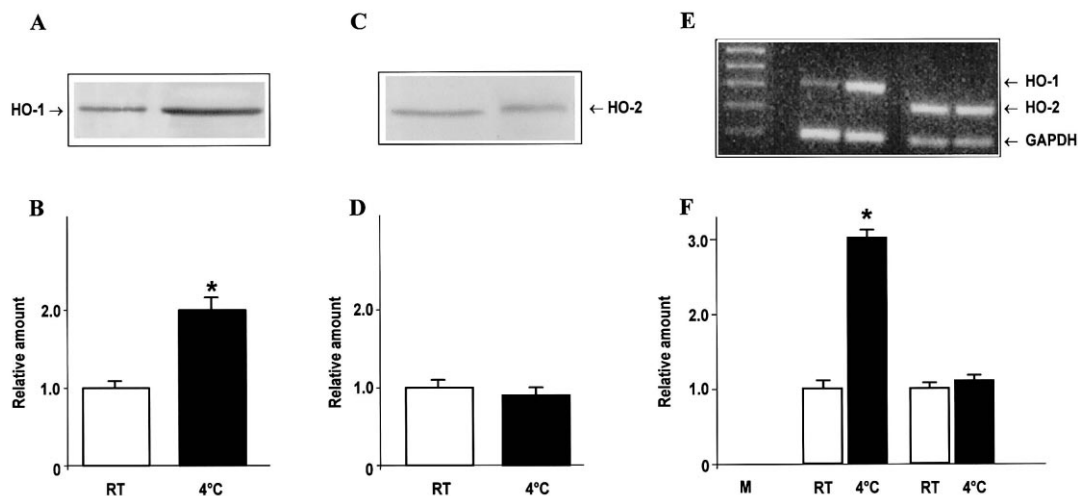 A
HO-1 →
C
← HO-2
E
← HO-1
← HO-2
← GAPDH
B
Relative amount
2.0
*
1.0
0
RT 4°C
D
Relative amount
2.0
1.0
0
RT 4°C
F
Relative amount
3.0
*
2.0
1.0
0
M RT 4°C RT 4°C